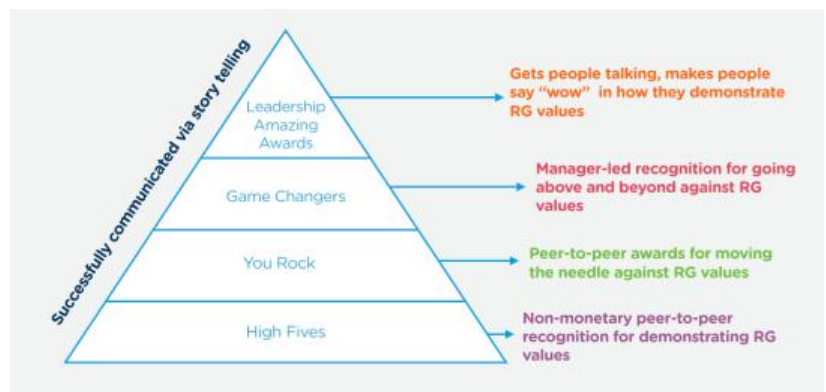 Successfully communicated via story telling
Leadership
Amazing
Awards
Gets people talking, makes people
say “wow” in how they demonstrate
RG values
Game Changers
Manager-led recognition for going
above and beyond against RG
values
You Rock
Peer-to-peer awards for moving
the needle against RG values
High Fives
Non-monetary peer-to-peer
recognition for demonstrating RG
values